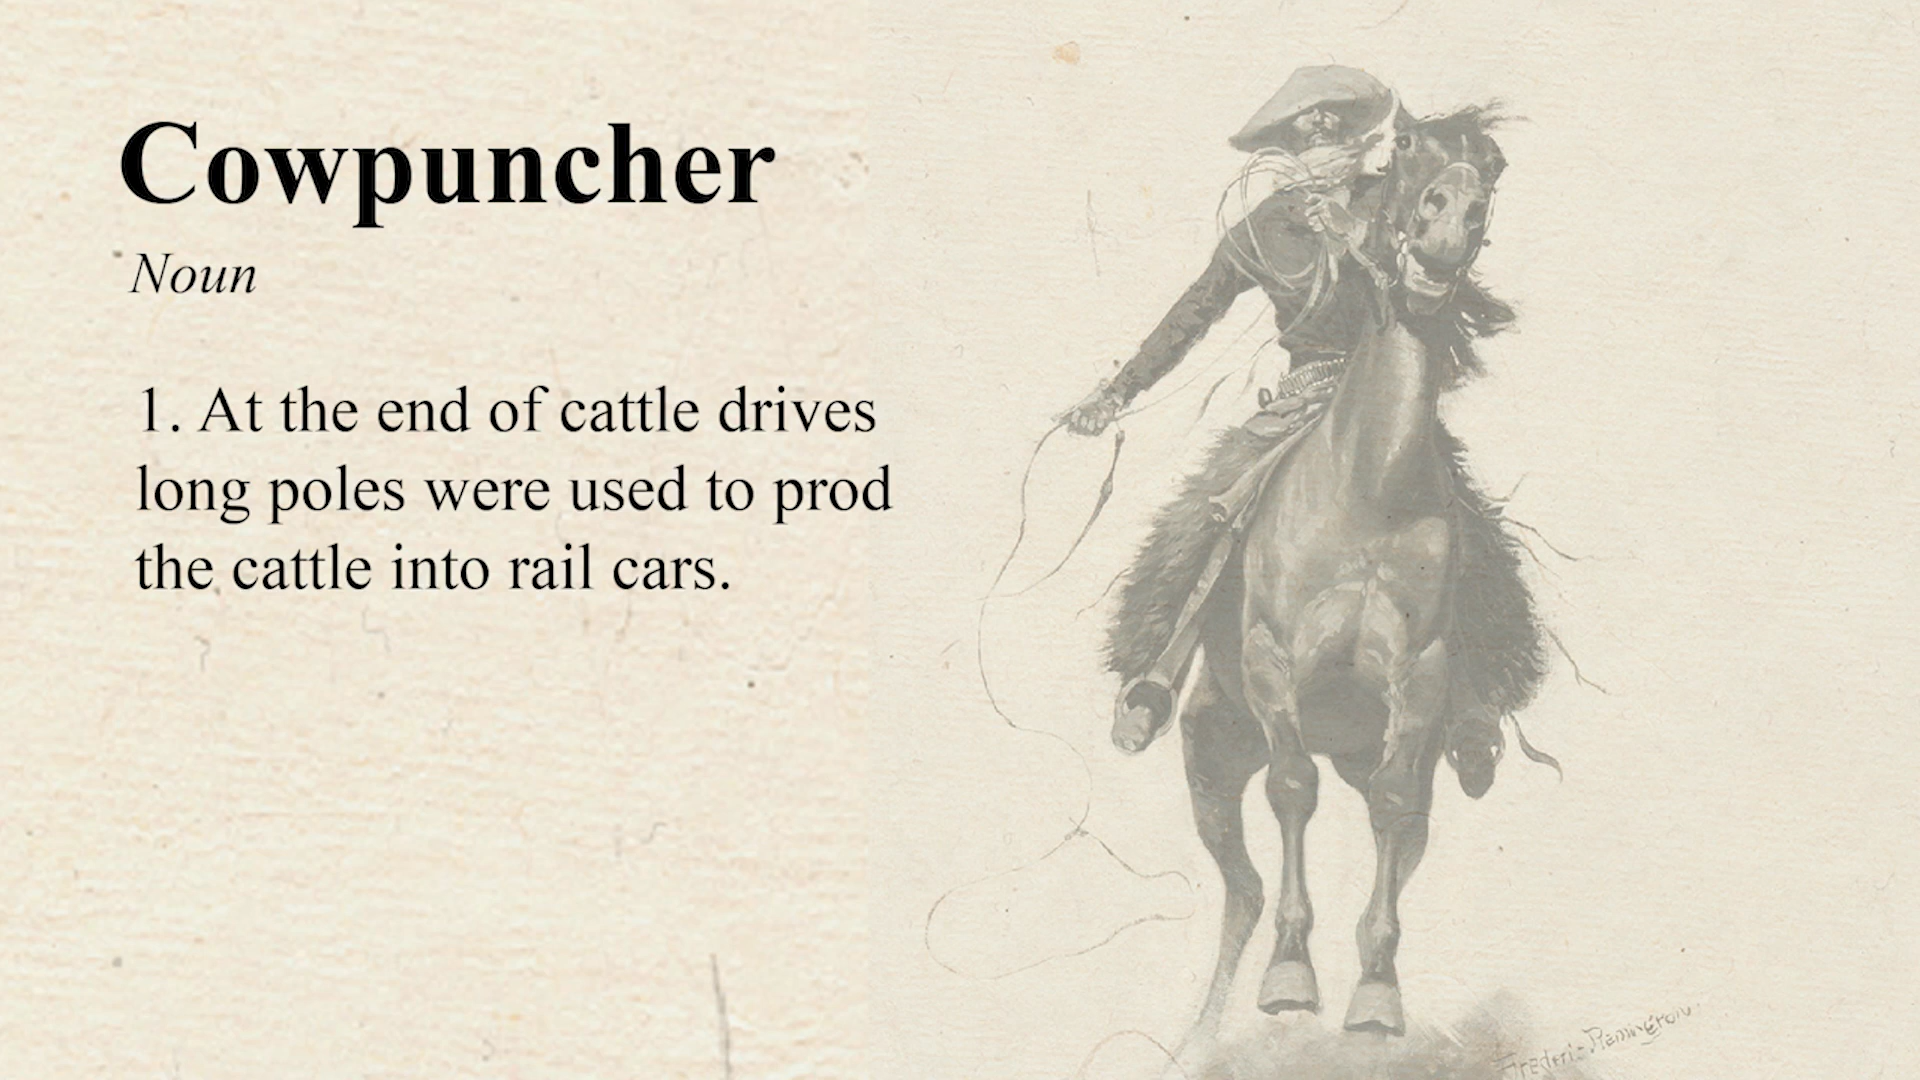 Cowpuncher
Noun
1. At the end of cattle drives
long poles were used to prod
the cattle into rail cars.
Frederic Remington